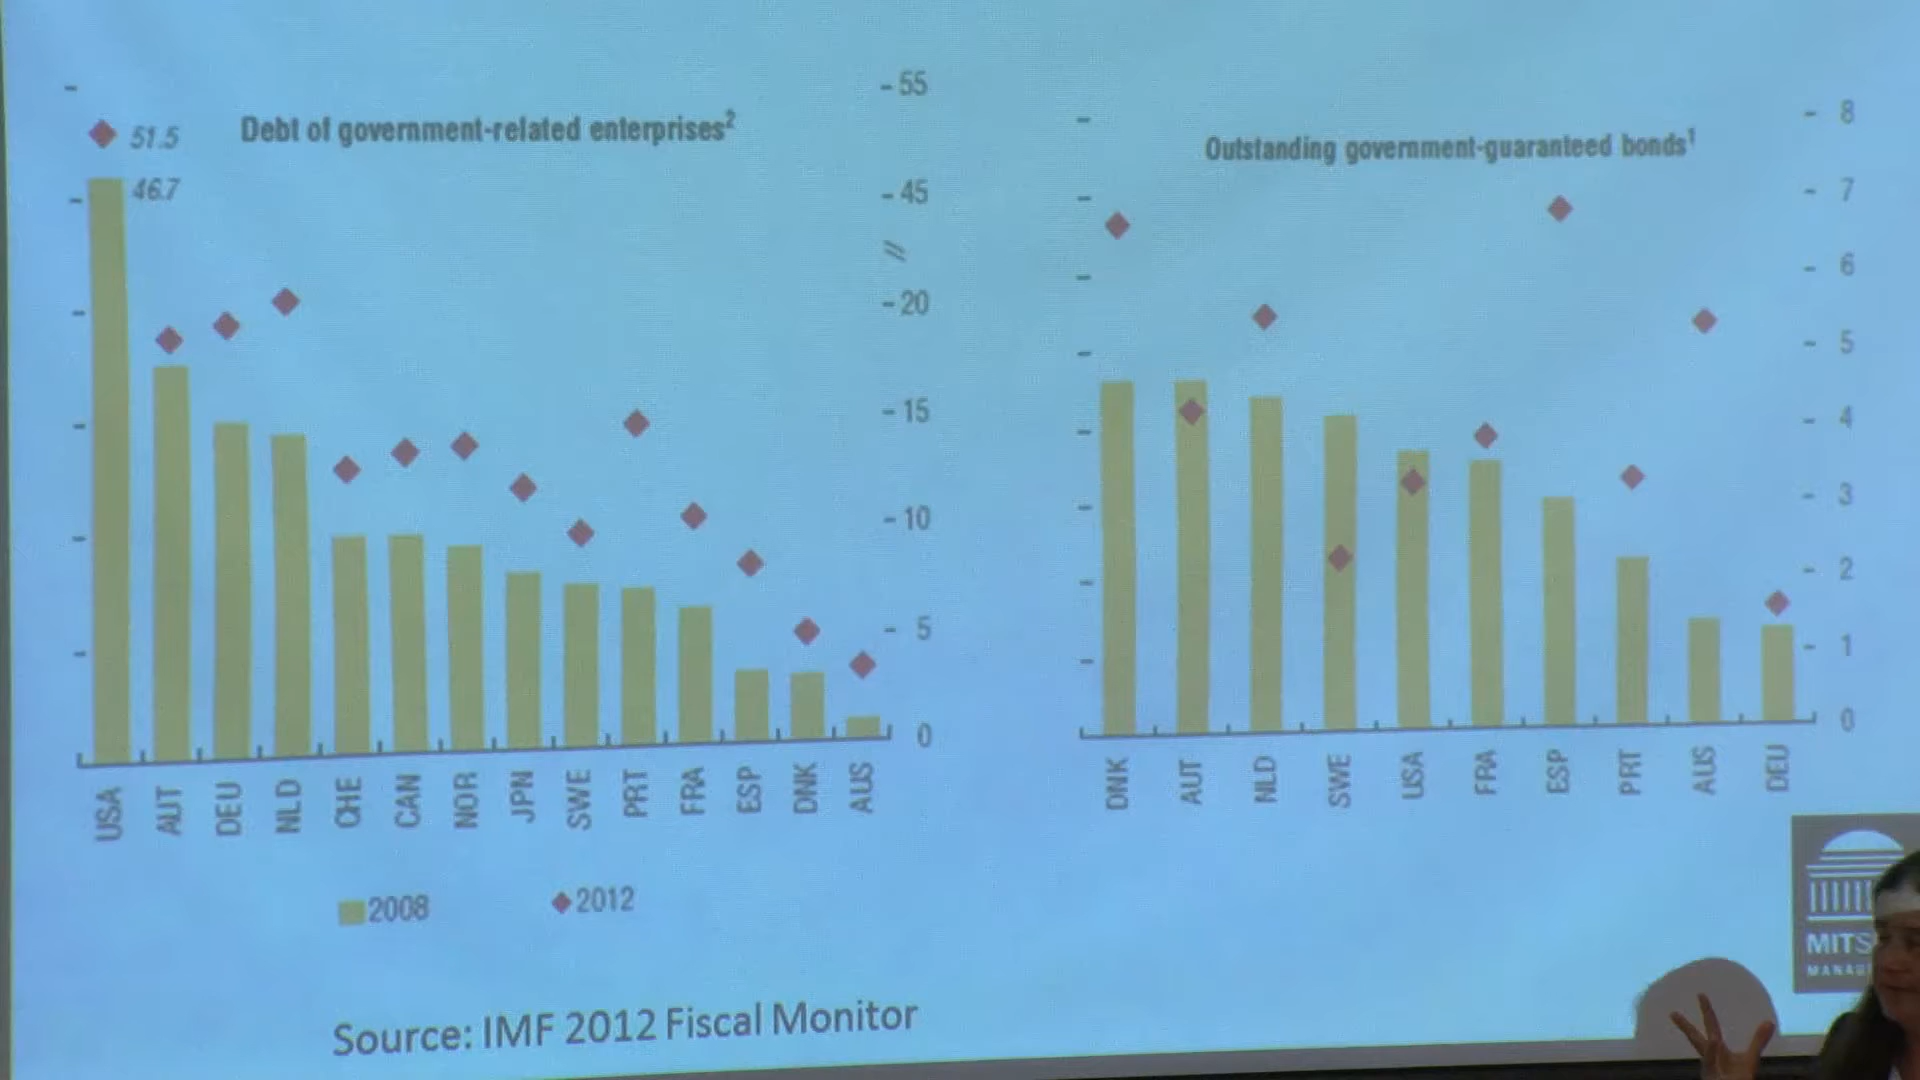 Debt of government-related enterprises²
51.5
46.7
55
45
20
15
10
5
0
USA AUT DEU NLD CHE CAN NOR JPN SWE PRT FRA ESP DNK AUS
2008 2012
Outstanding government-guaranteed bonds¹
8
7
6
5
4
3
2
1
0
DNK AUT NLD SWE USA FRA ESP PRT AUS DEU
Source: IMF 2012 Fiscal Monitor
MITS
MANAG